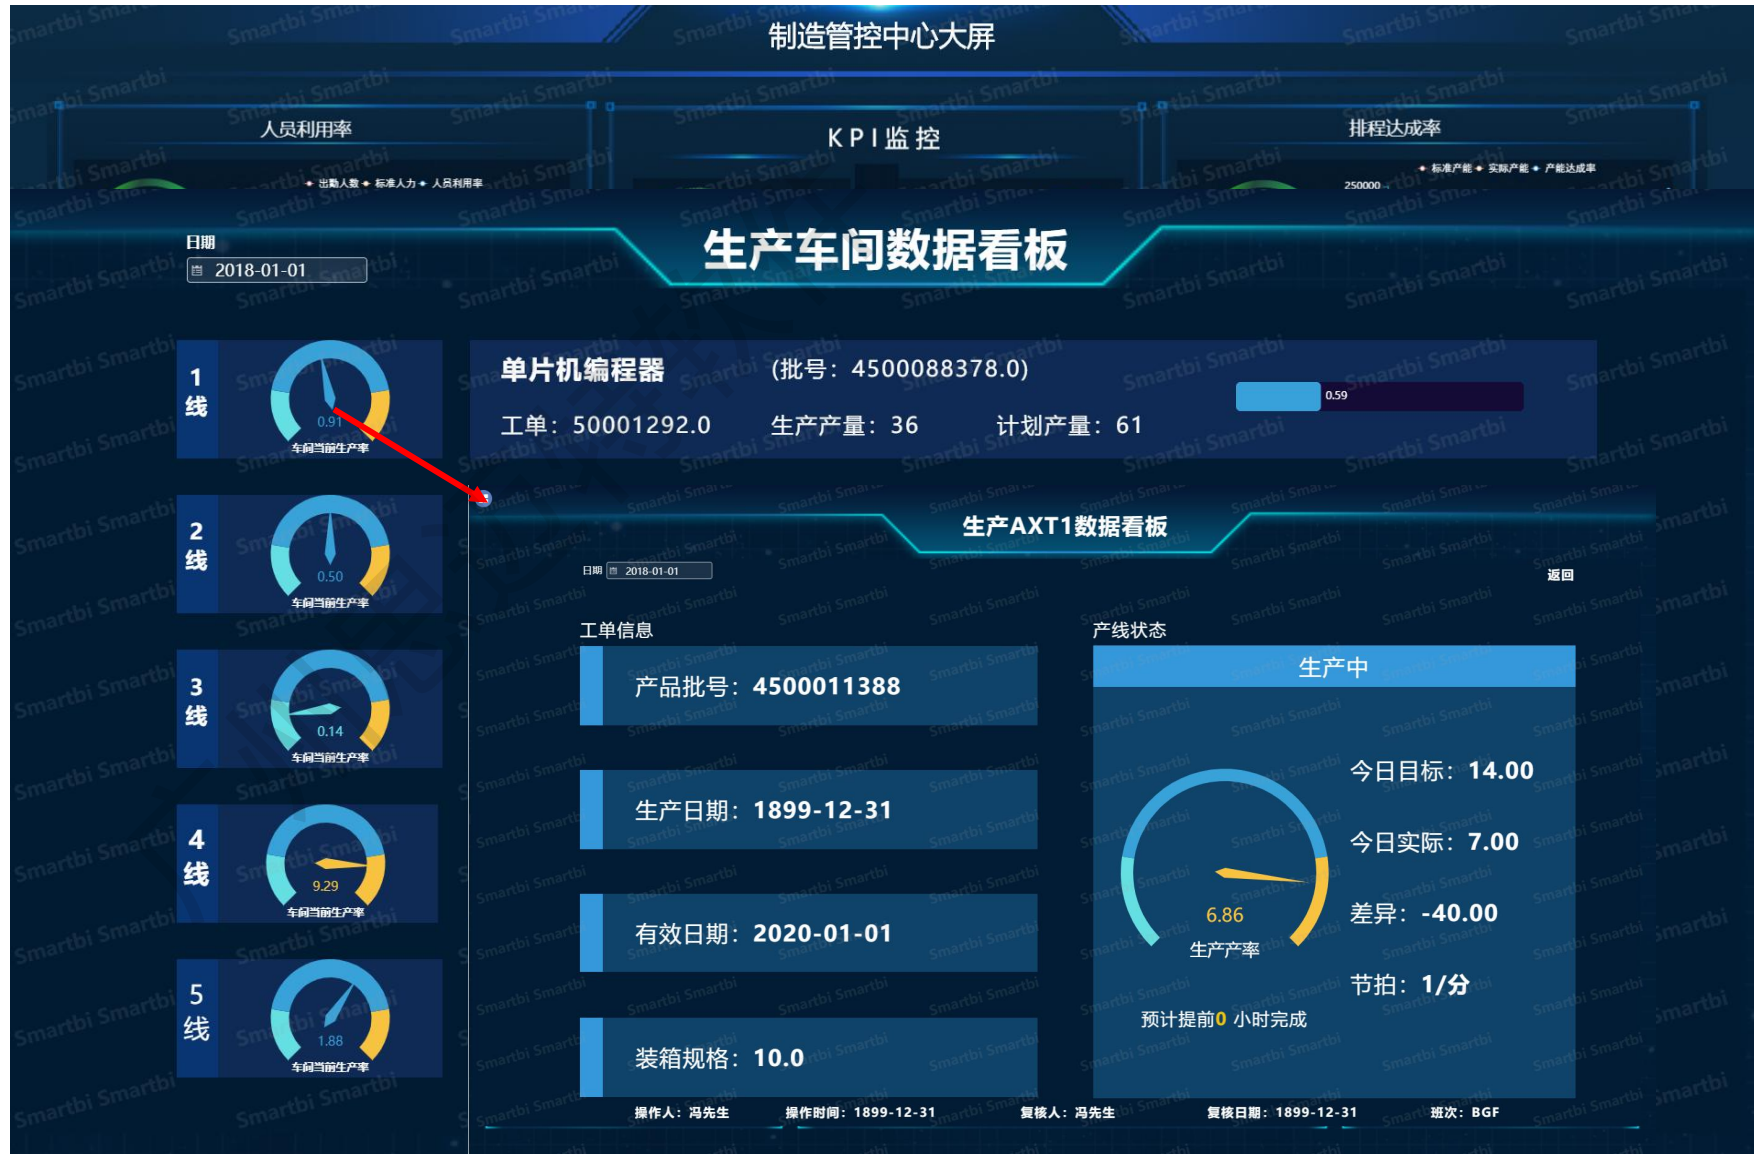 制造管控中心大屏
人员利用率
KPI监控
排程达成率
出勤人数 标准人力 人员利用率
标准产能 实际产能 产能达成率
250000
生产车间数据看板
日期
2018-01-01
1线
0.91
车间当前生产率
单片机编程器 (批号：4500088378.0)
工单：50001292.0 生产产量：36 计划产量：61
0.59
2线
0.50
车间当前生产率
3线
0.14
车间当前生产率
4线
9.29
车间当前生产率
5线
1.88
车间当前生产率
生产AXT1数据看板
日期 2018-01-01
返回
工单信息
产品批号：4500011388
生产日期：1899-12-31
有效日期：2020-01-01
装箱规格：10.0
产线状态
生产中
今日目标：14.00
今日实际：7.00
差异：-40.00
节拍：1/分
6.86
生产产率
预计提前0 小时完成
操作人：冯先生 操作时间：1899-12-31 复核人：冯先生 复核日期：1899-12-31 班次：BGF
Smartbi